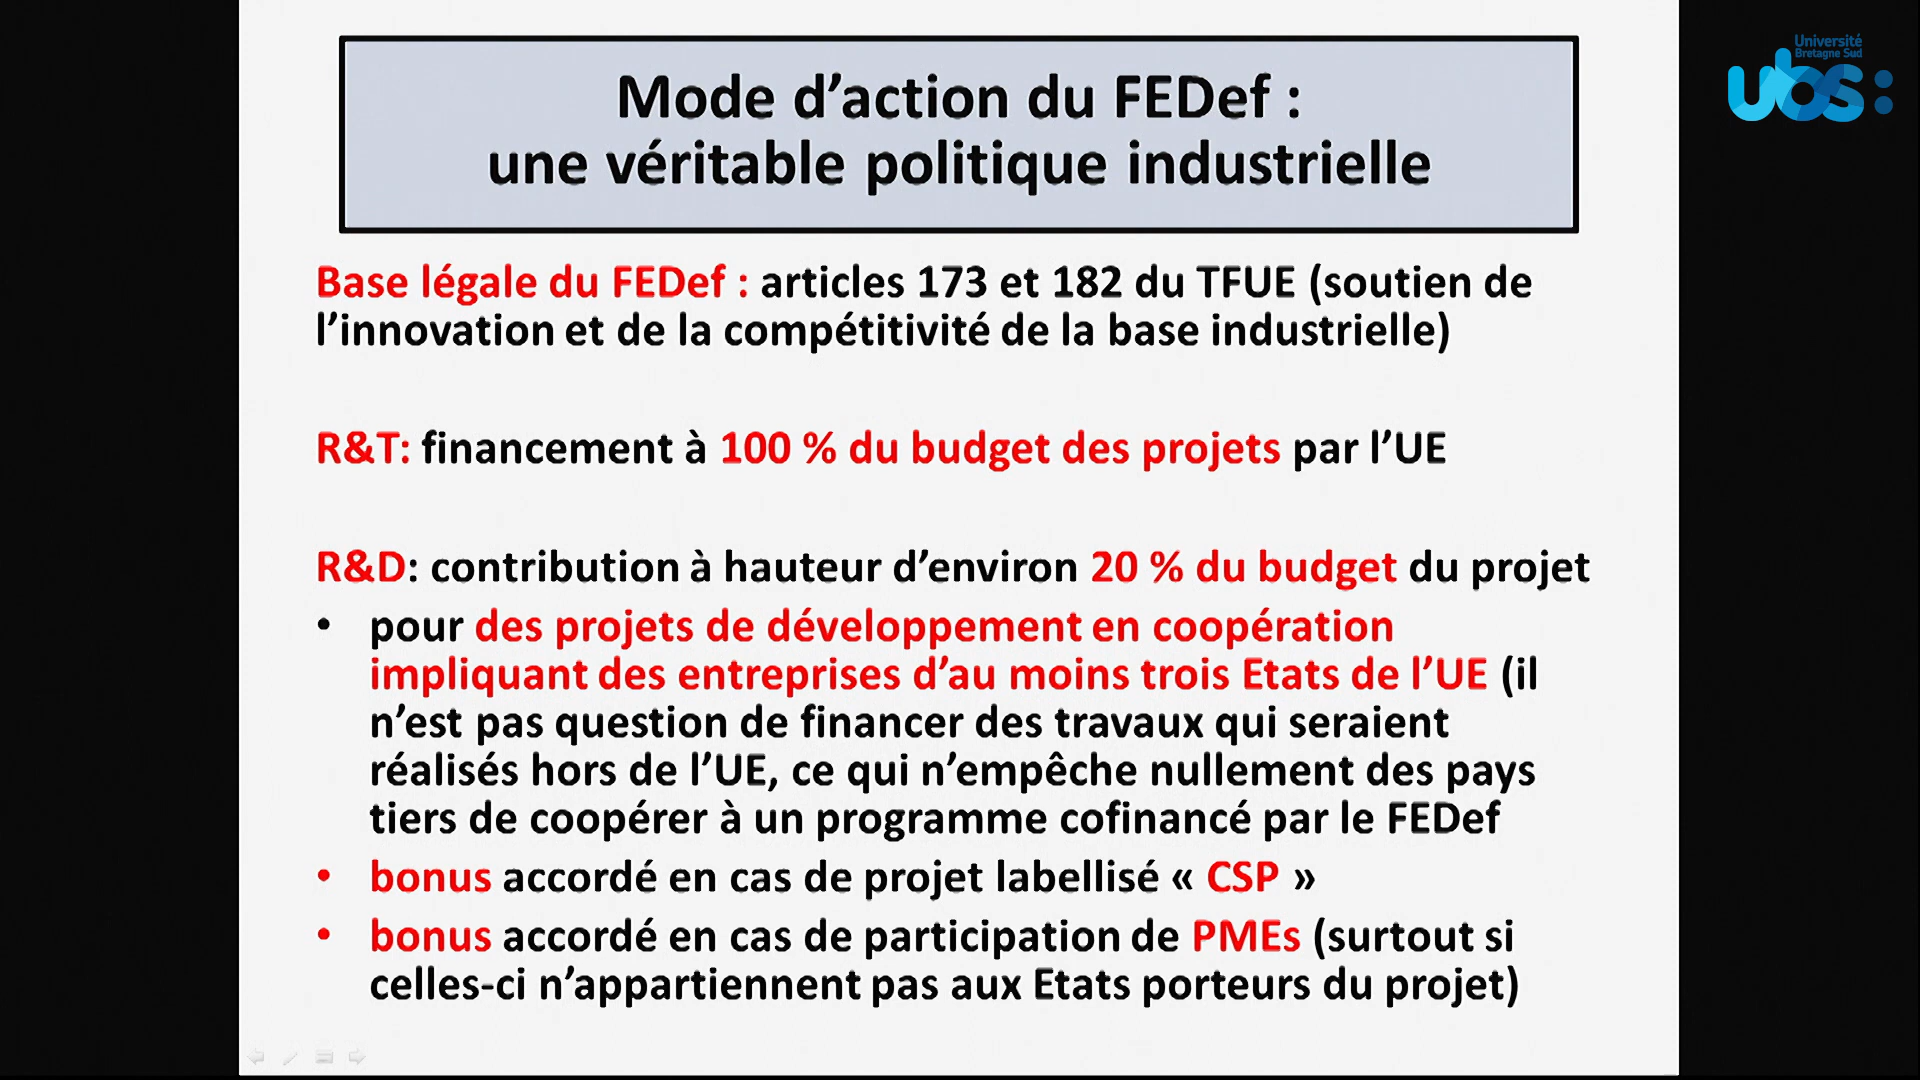 Université
Bretagne Sud
ubs:
Mode d’action du FEDef :
une véritable politique industrielle
Base légale du FEDef : articles 173 et 182 du TFUE (soutien de
l’innovation et de la compétitivité de la base industrielle)
R&T: financement à 100 % du budget des projets par l’UE
R&D: contribution à hauteur d’environ 20 % du budget du projet
• pour des projets de développement en coopération
impliquant des entreprises d’au moins trois Etats de l’UE (il
n’est pas question de financer des travaux qui seraient
réalisés hors de l’UE, ce qui n’empêche nullement des pays
tiers de coopérer à un programme cofinancé par le FEDef
• bonus accordé en cas de projet labellisé « CSP »
• bonus accordé en cas de participation de PMEs (surtout si
celles-ci n’appartiennent pas aux Etats porteurs du projet)